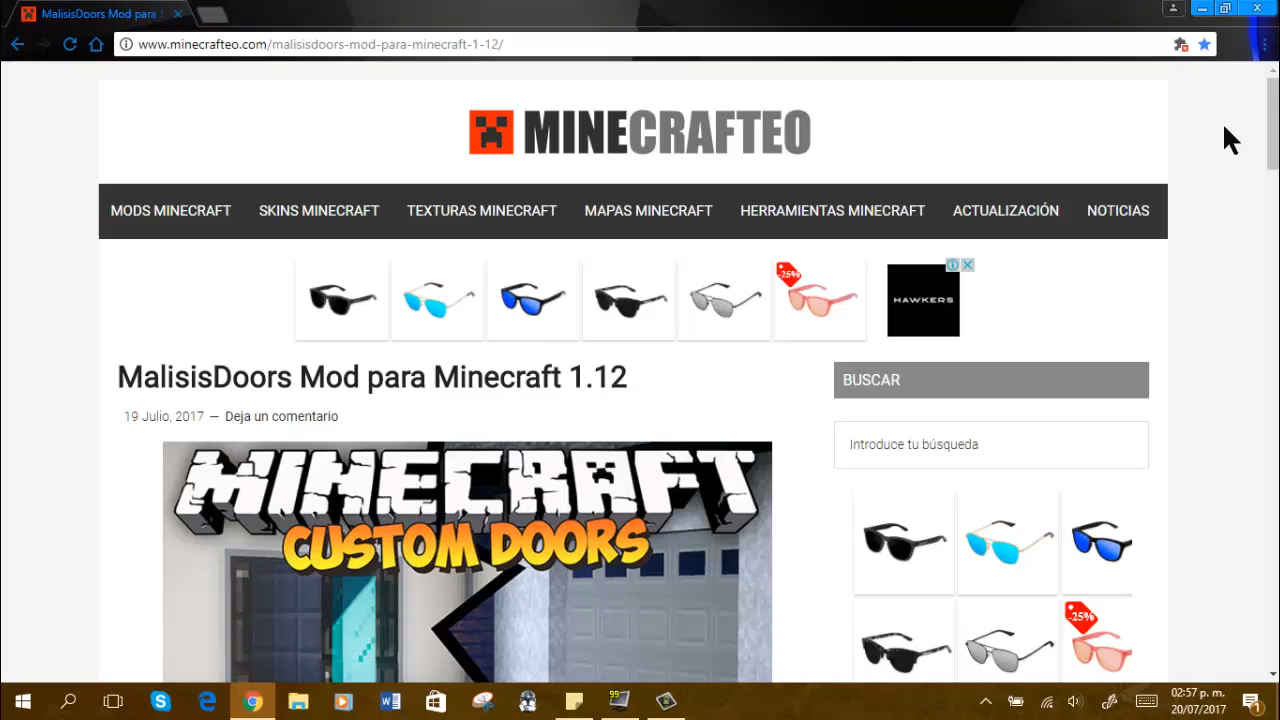 MalisisDoors Mod para
www.minecrafteo.com/malisisdoors-mod-para-minecraft-1-12/
MINECRAFTEO
MODS MINECRAFT SKINS MINECRAFT TEXTURAS MINECRAFT MAPAS MINECRAFT HERRAMIENTAS MINECRAFT ACTUALIZACIÓN NOTICIAS
-25%
HAWKERS
MalisisDoors Mod para Minecraft 1.12
19 Julio, 2017 — Deja un comentario
MINECRAFT
CUSTOM DOORS
BUSCAR
Introduce tu búsqueda
-25%
99
02:57 p. m.
20/07/2017
1